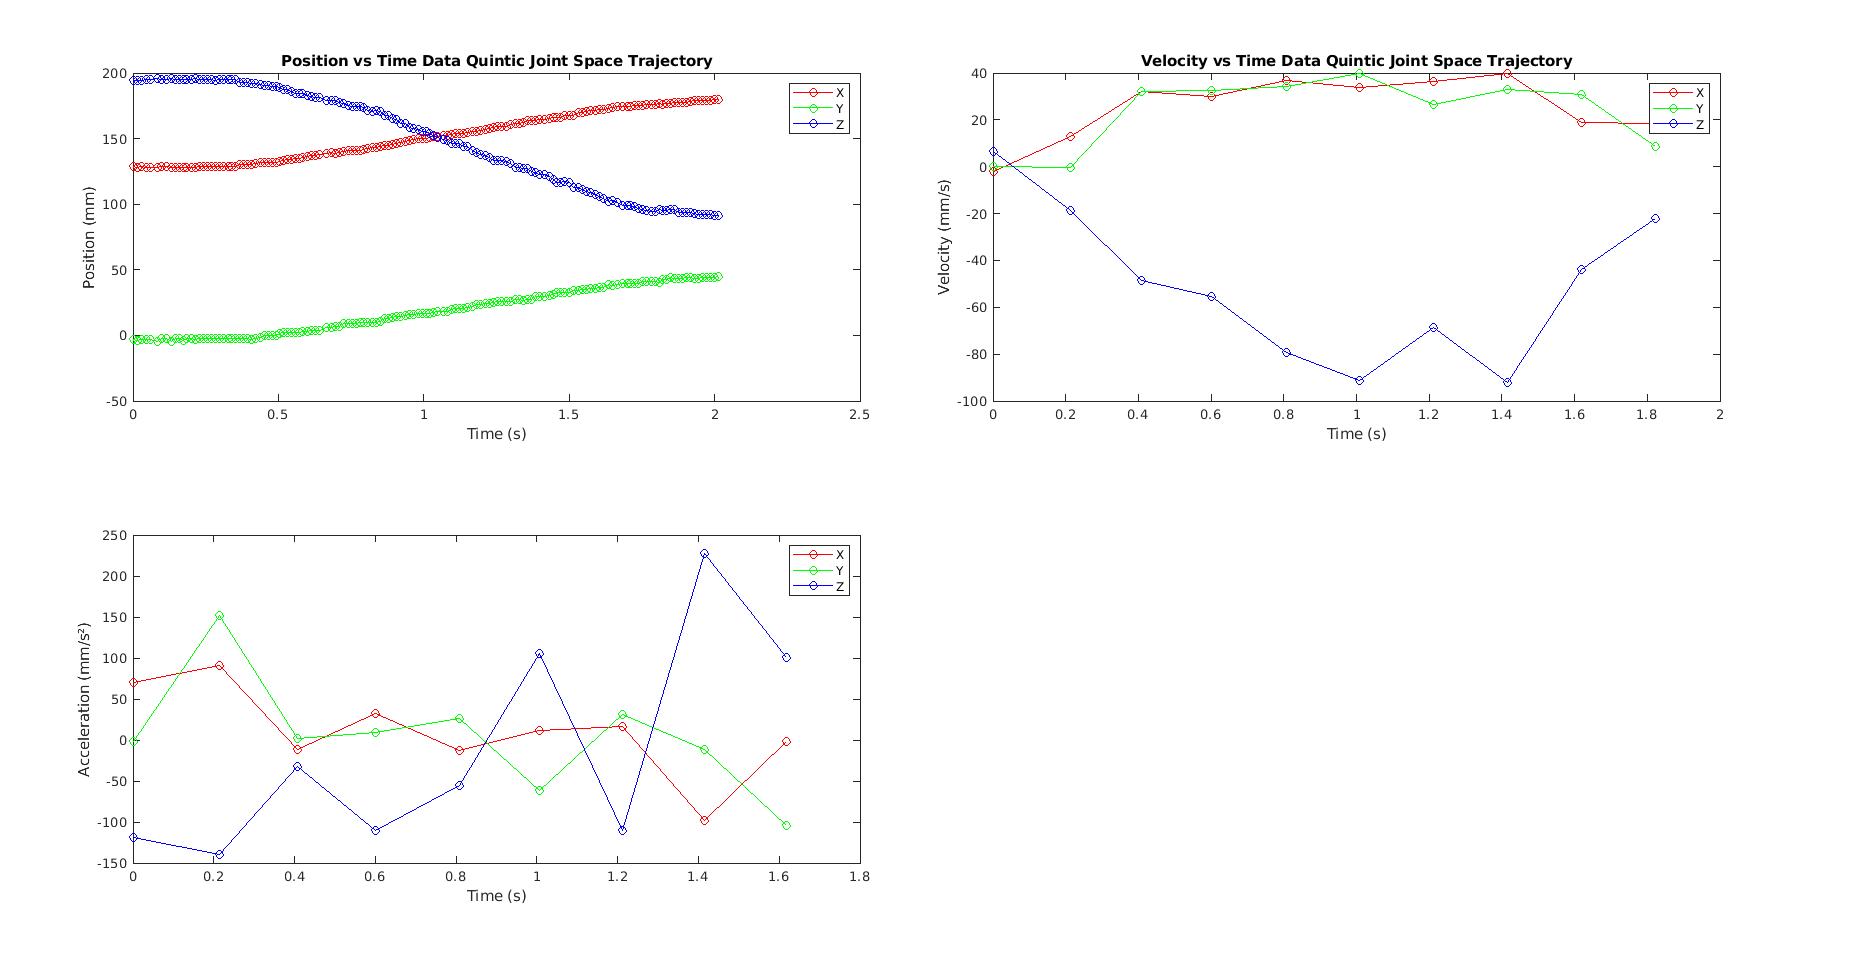 Position vs Time Data Quintic Joint Space Trajectory
200
150
100
50
0
-50
Position (mm)
0 0.5 1 1.5 2 2.5
Time (s)
X
Y
Z
Velocity vs Time Data Quintic Joint Space Trajectory
40
20
0
-20
-40
-60
-80
-100
Velocity (mm/s)
0 0.2 0.4 0.6 0.8 1 1.2 1.4 1.6 1.8 2
Time (s)
X
Y
Z
250
200
150
100
50
0
-50
-100
-150
Acceleration (mm/s²)
0 0.2 0.4 0.6 0.8 1 1.2 1.4 1.6 1.8
Time (s)
X
Y
Z